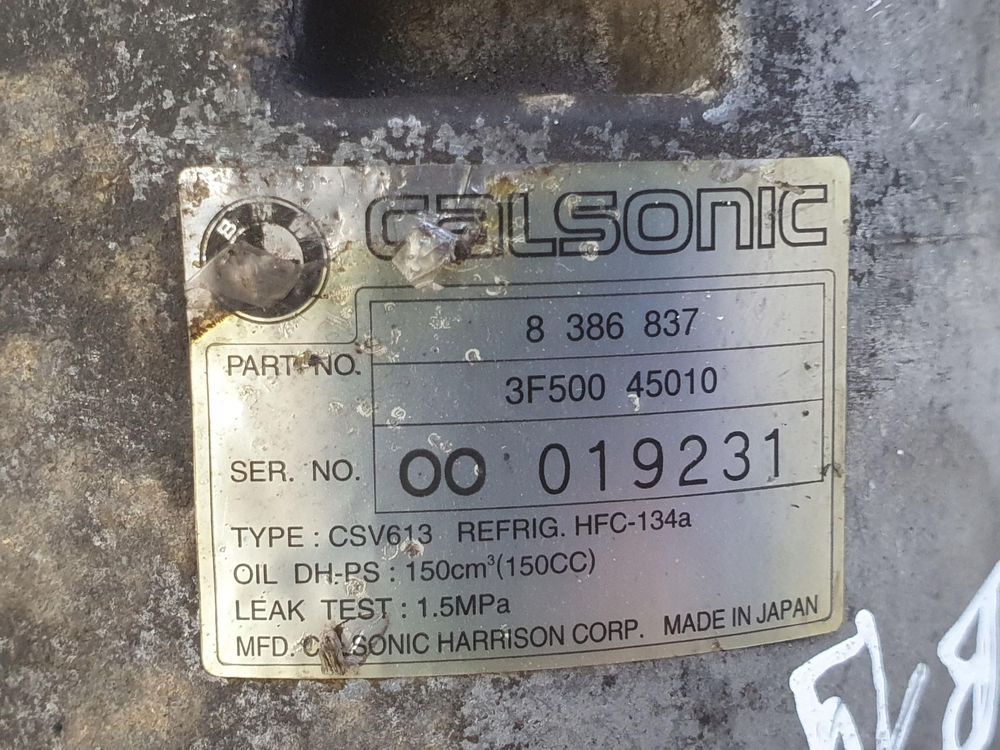 B
CALSONIC
8 386 837
PART NO.
3F500 45010
SER. NO. 00 019231
TYPE : CSV613 REFRIG. HFC-134a
OIL DH-PS : 150cm³(150CC)
LEAK TEST : 1.5MPa
MFD. CALSONIC HARRISON CORP. MADE IN JAPAN